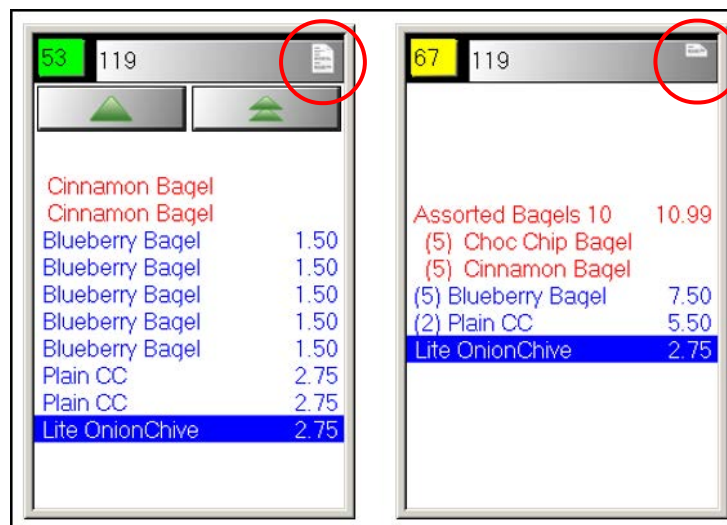 53 119
Cinnamon Bagel
Cinnamon Bagel
Blueberry Bagel 1.50
Blueberry Bagel 1.50
Blueberry Bagel 1.50
Blueberry Bagel 1.50
Blueberry Bagel 1.50
Plain CC 2.75
Plain CC 2.75
Lite OnionChive 2.75
67 119
Assorted Bagels 10 10.99
(5) Choc Chip Bagel
(5) Cinnamon Bagel
(5) Blueberry Bagel 7.50
(2) Plain CC 5.50
Lite OnionChive 2.75